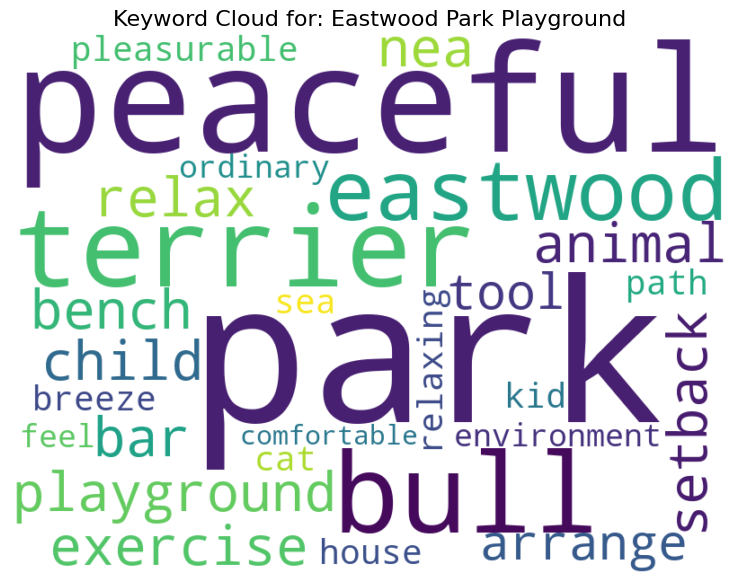 Keyword Cloud for: Eastwood Park Playground
pleasurable nea
peaceful
ordinary
relax eastwood
terrier animal
bench sea tool path
park
child relaxing setback
breeze kid
feel bar comfortable environment
cat
playground bull
exercise house arrange